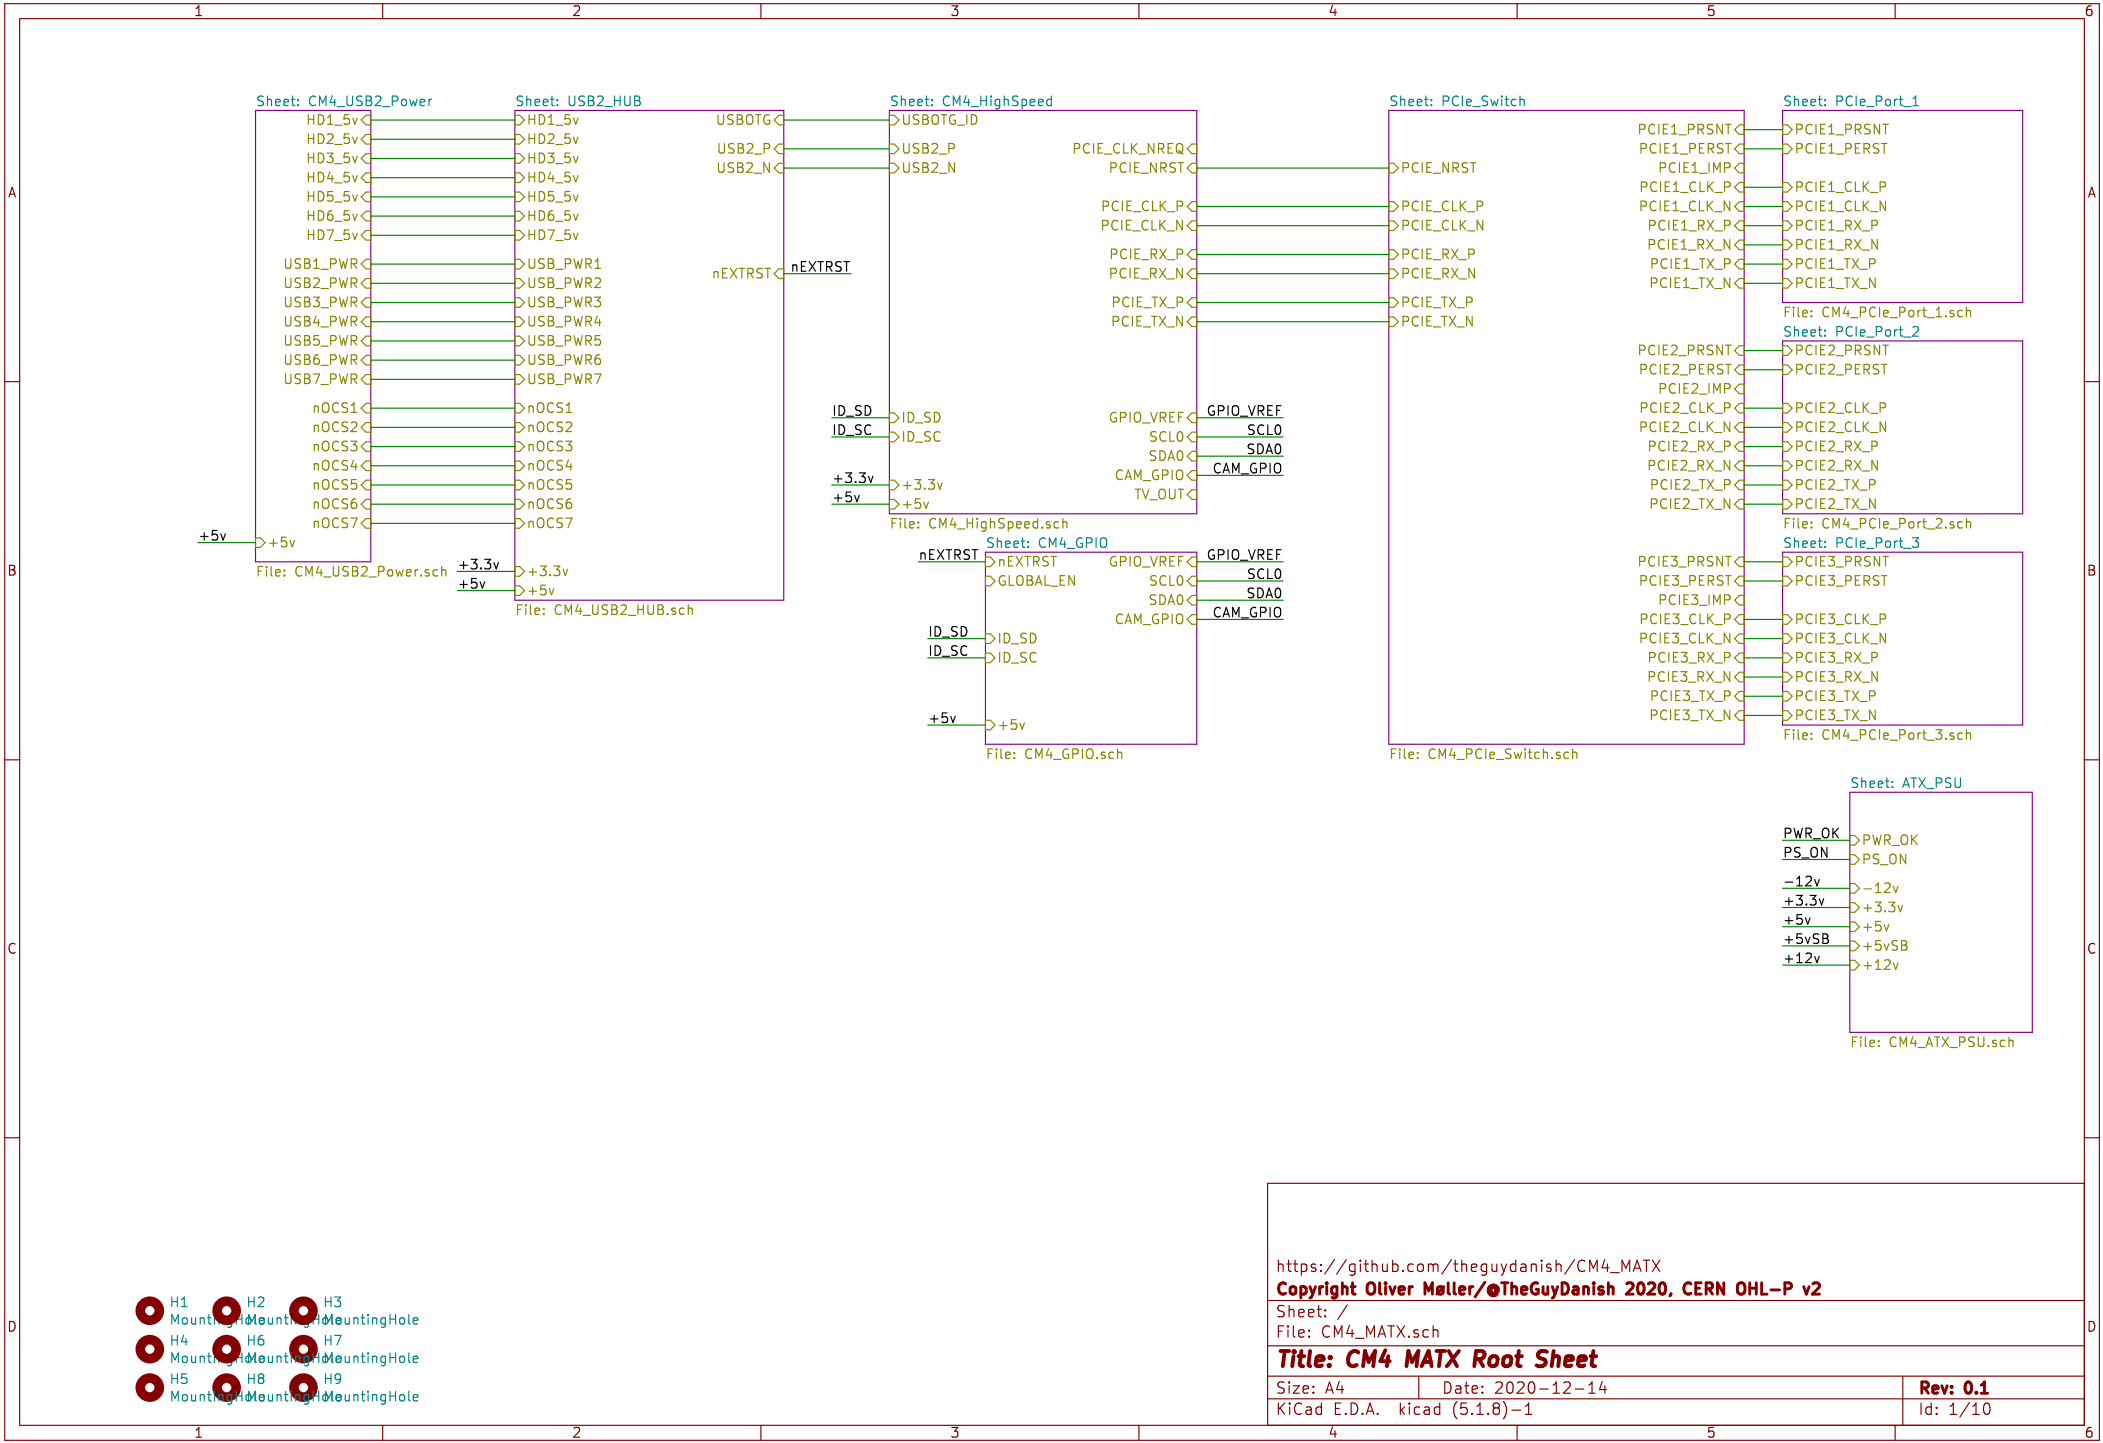 1 2 3 4 5 6
A
B
C
D
Sheet: CM4_USB2_Power
HD1_5v
HD2_5v
HD3_5v
HD4_5v
HD5_5v
HD6_5v
HD7_5v
USB1_PWR
USB2_PWR
USB3_PWR
USB4_PWR
USB5_PWR
USB6_PWR
USB7_PWR
nOCS1
nOCS2
nOCS3
nOCS4
nOCS5
nOCS6
nOCS7
+5v +5v
File: CM4_USB2_Power.sch
Sheet: USB2_HUB
HD1_5v
HD2_5v
HD3_5v
HD4_5v
HD5_5v
HD6_5v
HD7_5v
USB_PWR1
USB_PWR2
USB_PWR3
USB_PWR4
USB_PWR5
USB_PWR6
USB_PWR7
nOCS1
nOCS2
nOCS3
nOCS4
nOCS5
nOCS6
nOCS7
+3.3v +3.3v
+5v +5v
USBOTG
USB2_P
USB2_N
nEXTRST nEXTRST
File: CM4_USB2_HUB.sch
Sheet: CM4_HighSpeed
USBOTG_ID
USB2_P
USB2_N
ID_SD ID_SD
ID_SC ID_SC
+3.3v +3.3v
+5v +5v
PCIE_CLK_NREQ
PCIE_NRST
PCIE_CLK_P
PCIE_CLK_N
PCIE_RX_P
PCIE_RX_N
PCIE_TX_P
PCIE_TX_N
GPIO_VREF GPIO_VREF
SCL0 SCL0
SDA0 SDA0
CAM_GPIO CAM_GPIO
TV_OUT
File: CM4_HighSpeed.sch
Sheet: CM4_GPIO
nEXTRST nEXTRST
GLOBAL_EN
ID_SD ID_SD
ID_SC ID_SC
+5v +5v
GPIO_VREF GPIO_VREF
SCL0 SCL0
SDA0 SDA0
CAM_GPIO CAM_GPIO
File: CM4_GPIO.sch
Sheet: PCIe_Switch
PCIE_NRST
PCIE_CLK_P
PCIE_CLK_N
PCIE_RX_P
PCIE_RX_N
PCIE_TX_P
PCIE_TX_N
PCIE1_PRSNT
PCIE1_PERST
PCIE1_IMP
PCIE1_CLK_P
PCIE1_CLK_N
PCIE1_RX_P
PCIE1_RX_N
PCIE1_TX_P
PCIE1_TX_N
PCIE2_PRSNT
PCIE2_PERST
PCIE2_IMP
PCIE2_CLK_P
PCIE2_CLK_N
PCIE2_RX_P
PCIE2_RX_N
PCIE2_TX_P
PCIE2_TX_N
PCIE3_PRSNT
PCIE3_PERST
PCIE3_IMP
PCIE3_CLK_P
PCIE3_CLK_N
PCIE3_RX_P
PCIE3_RX_N
PCIE3_TX_P
PCIE3_TX_N
File: CM4_PCIe_Switch.sch
Sheet: PCIe_Port_1
PCIE1_PRSNT
PCIE1_PERST
PCIE1_CLK_P
PCIE1_CLK_N
PCIE1_RX_P
PCIE1_RX_N
PCIE1_TX_P
PCIE1_TX_N
File: CM4_PCIe_Port_1.sch
Sheet: PCIe_Port_2
PCIE2_PRSNT
PCIE2_PERST
PCIE2_CLK_P
PCIE2_CLK_N
PCIE2_RX_P
PCIE2_RX_N
PCIE2_TX_P
PCIE2_TX_N
File: CM4_PCIe_Port_2.sch
Sheet: PCIe_Port_3
PCIE3_PRSNT
PCIE3_PERST
PCIE3_CLK_P
PCIE3_CLK_N
PCIE3_RX_P
PCIE3_RX_N
PCIE3_TX_P
PCIE3_TX_N
File: CM4_PCIe_Port_3.sch
Sheet: ATX_PSU
PWR_OK PWR_OK
PS_ON PS_ON
-12v -12v
+3.3v +3.3v
+5v +5v
+5vSB +5vSB
+12v +12v
File: CM4_ATX_PSU.sch
H1 H2 H3
MountingHole MountingHole MountingHole
H4 H6 H7
MountingHole MountingHole MountingHole
H5 H8 H9
MountingHole MountingHole MountingHole
https://github.com/theguydanish/CM4_MATX
Copyright Oliver Møller/@TheGuyDanish 2020, CERN OHL-P v2
Sheet: /
File: CM4_MATX.sch
Title: CM4 MATX Root Sheet
Size: A4 Date: 2020-12-14 Rev: 0.1
KiCad E.D.A. kicad (5.1.8)-1 Id: 1/10
A
B
C
D
1 2 3 4 5 6